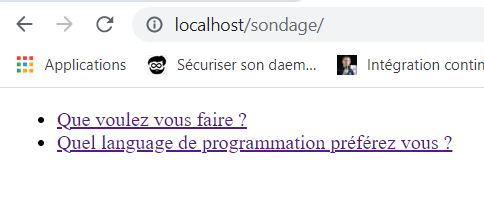 localhost/sondage/
Applications Sécuriser son daem... Intégration contin
Que voulez vous faire ?
Quel language de programmation préférez vous ?